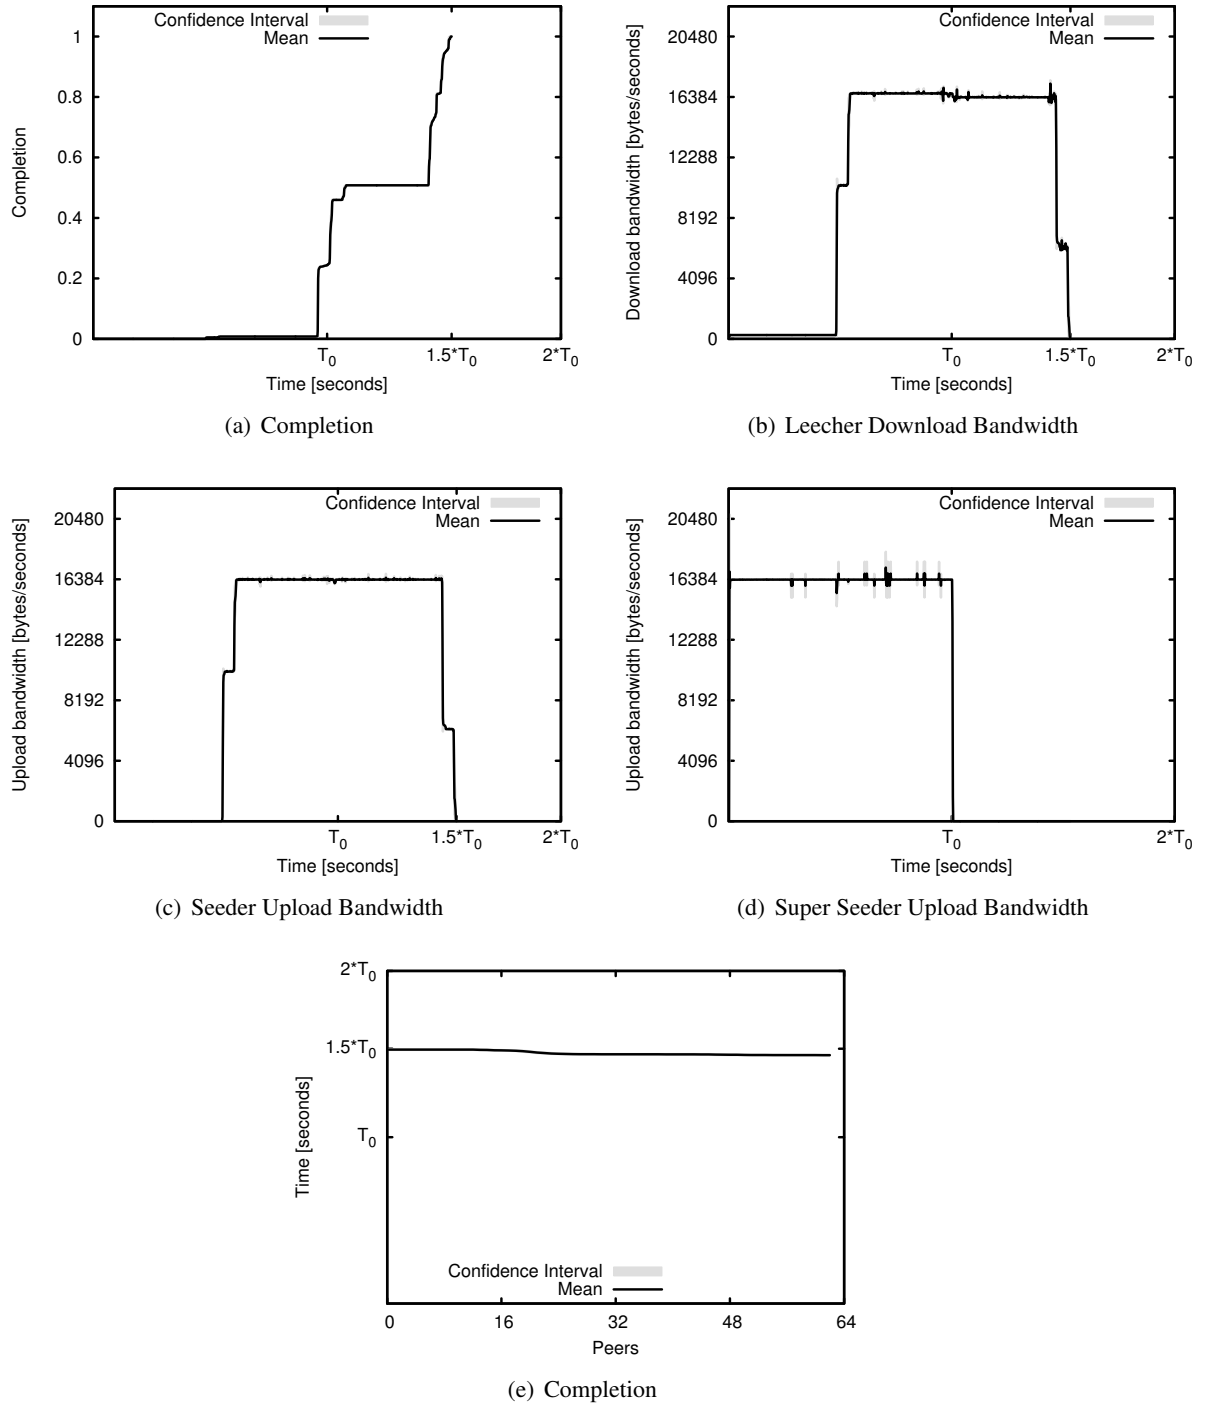 Confidence Interval
Mean
1
0.8
0.6
0.4
0.2
0
Completion
T0 1.5*T0 2*T0
Time [seconds]
(a) Completion
Confidence Interval
Mean
20480
16384
12288
8192
4096
0
Download bandwidth [bytes/seconds]
T0 1.5*T0 2*T0
Time [seconds]
(b) Leecher Download Bandwidth
Confidence Interval
Mean
20480
16384
12288
8192
4096
0
Upload bandwidth [bytes/seconds]
T0 1.5*T0 2*T0
Time [seconds]
(c) Seeder Upload Bandwidth
Confidence Interval
Mean
20480
16384
12288
8192
4096
0
Upload bandwidth [bytes/seconds]
T0 2*T0
Time [seconds]
(d) Super Seeder Upload Bandwidth
2*T0
1.5*T0
T0
Time [seconds]
Confidence Interval
Mean
0 16 32 48 64
Peers
(e) Completion